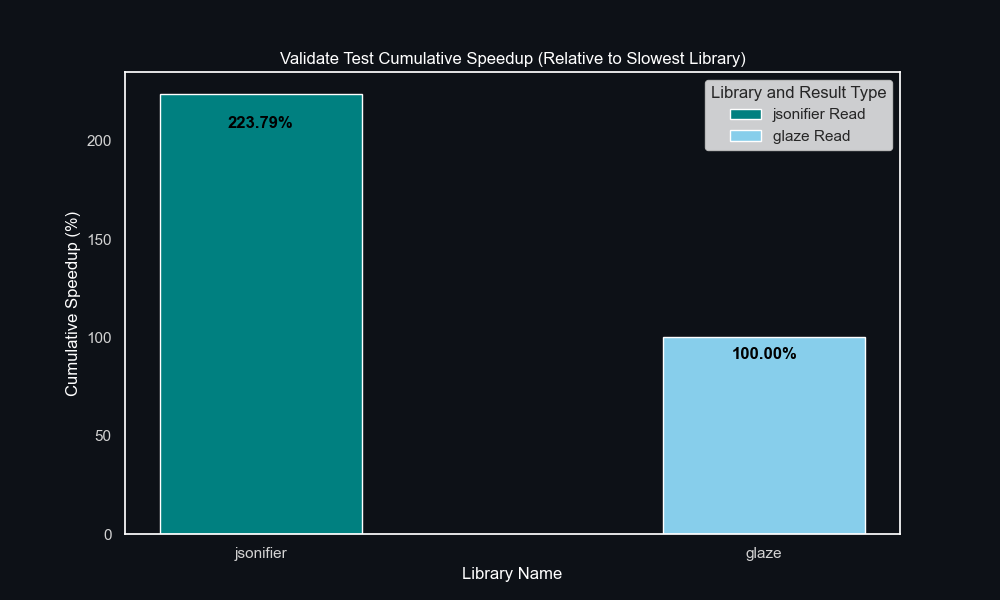 Validate Test Cumulative Speedup (Relative to Slowest Library)
Library and Result Type
jsonifier Read
glaze Read
223.79%
100.00%
Cumulative Speedup (%)
200
150
100
50
0
jsonifier
glaze
Library Name